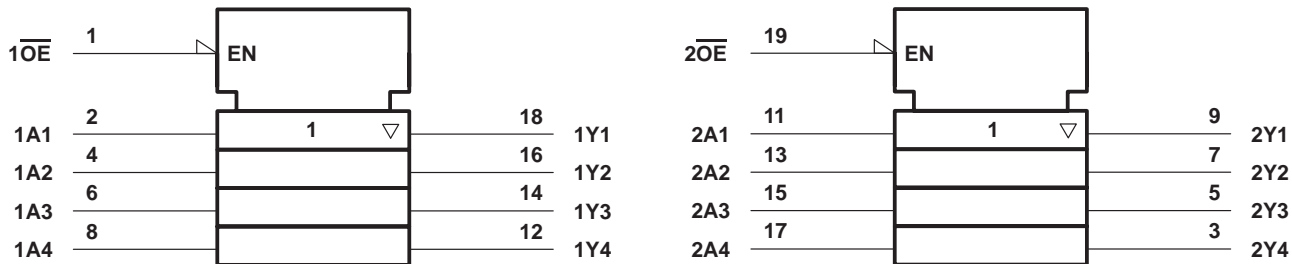 1O̅E̅ 1 EN
1
1A1 2 18 1Y1
1A2 4 16 1Y2
1A3 6 14 1Y3
1A4 8 12 1Y4
2O̅E̅ 19 EN
1
2A1 11 9 2Y1
2A2 13 7 2Y2
2A3 15 5 2Y3
2A4 17 3 2Y4